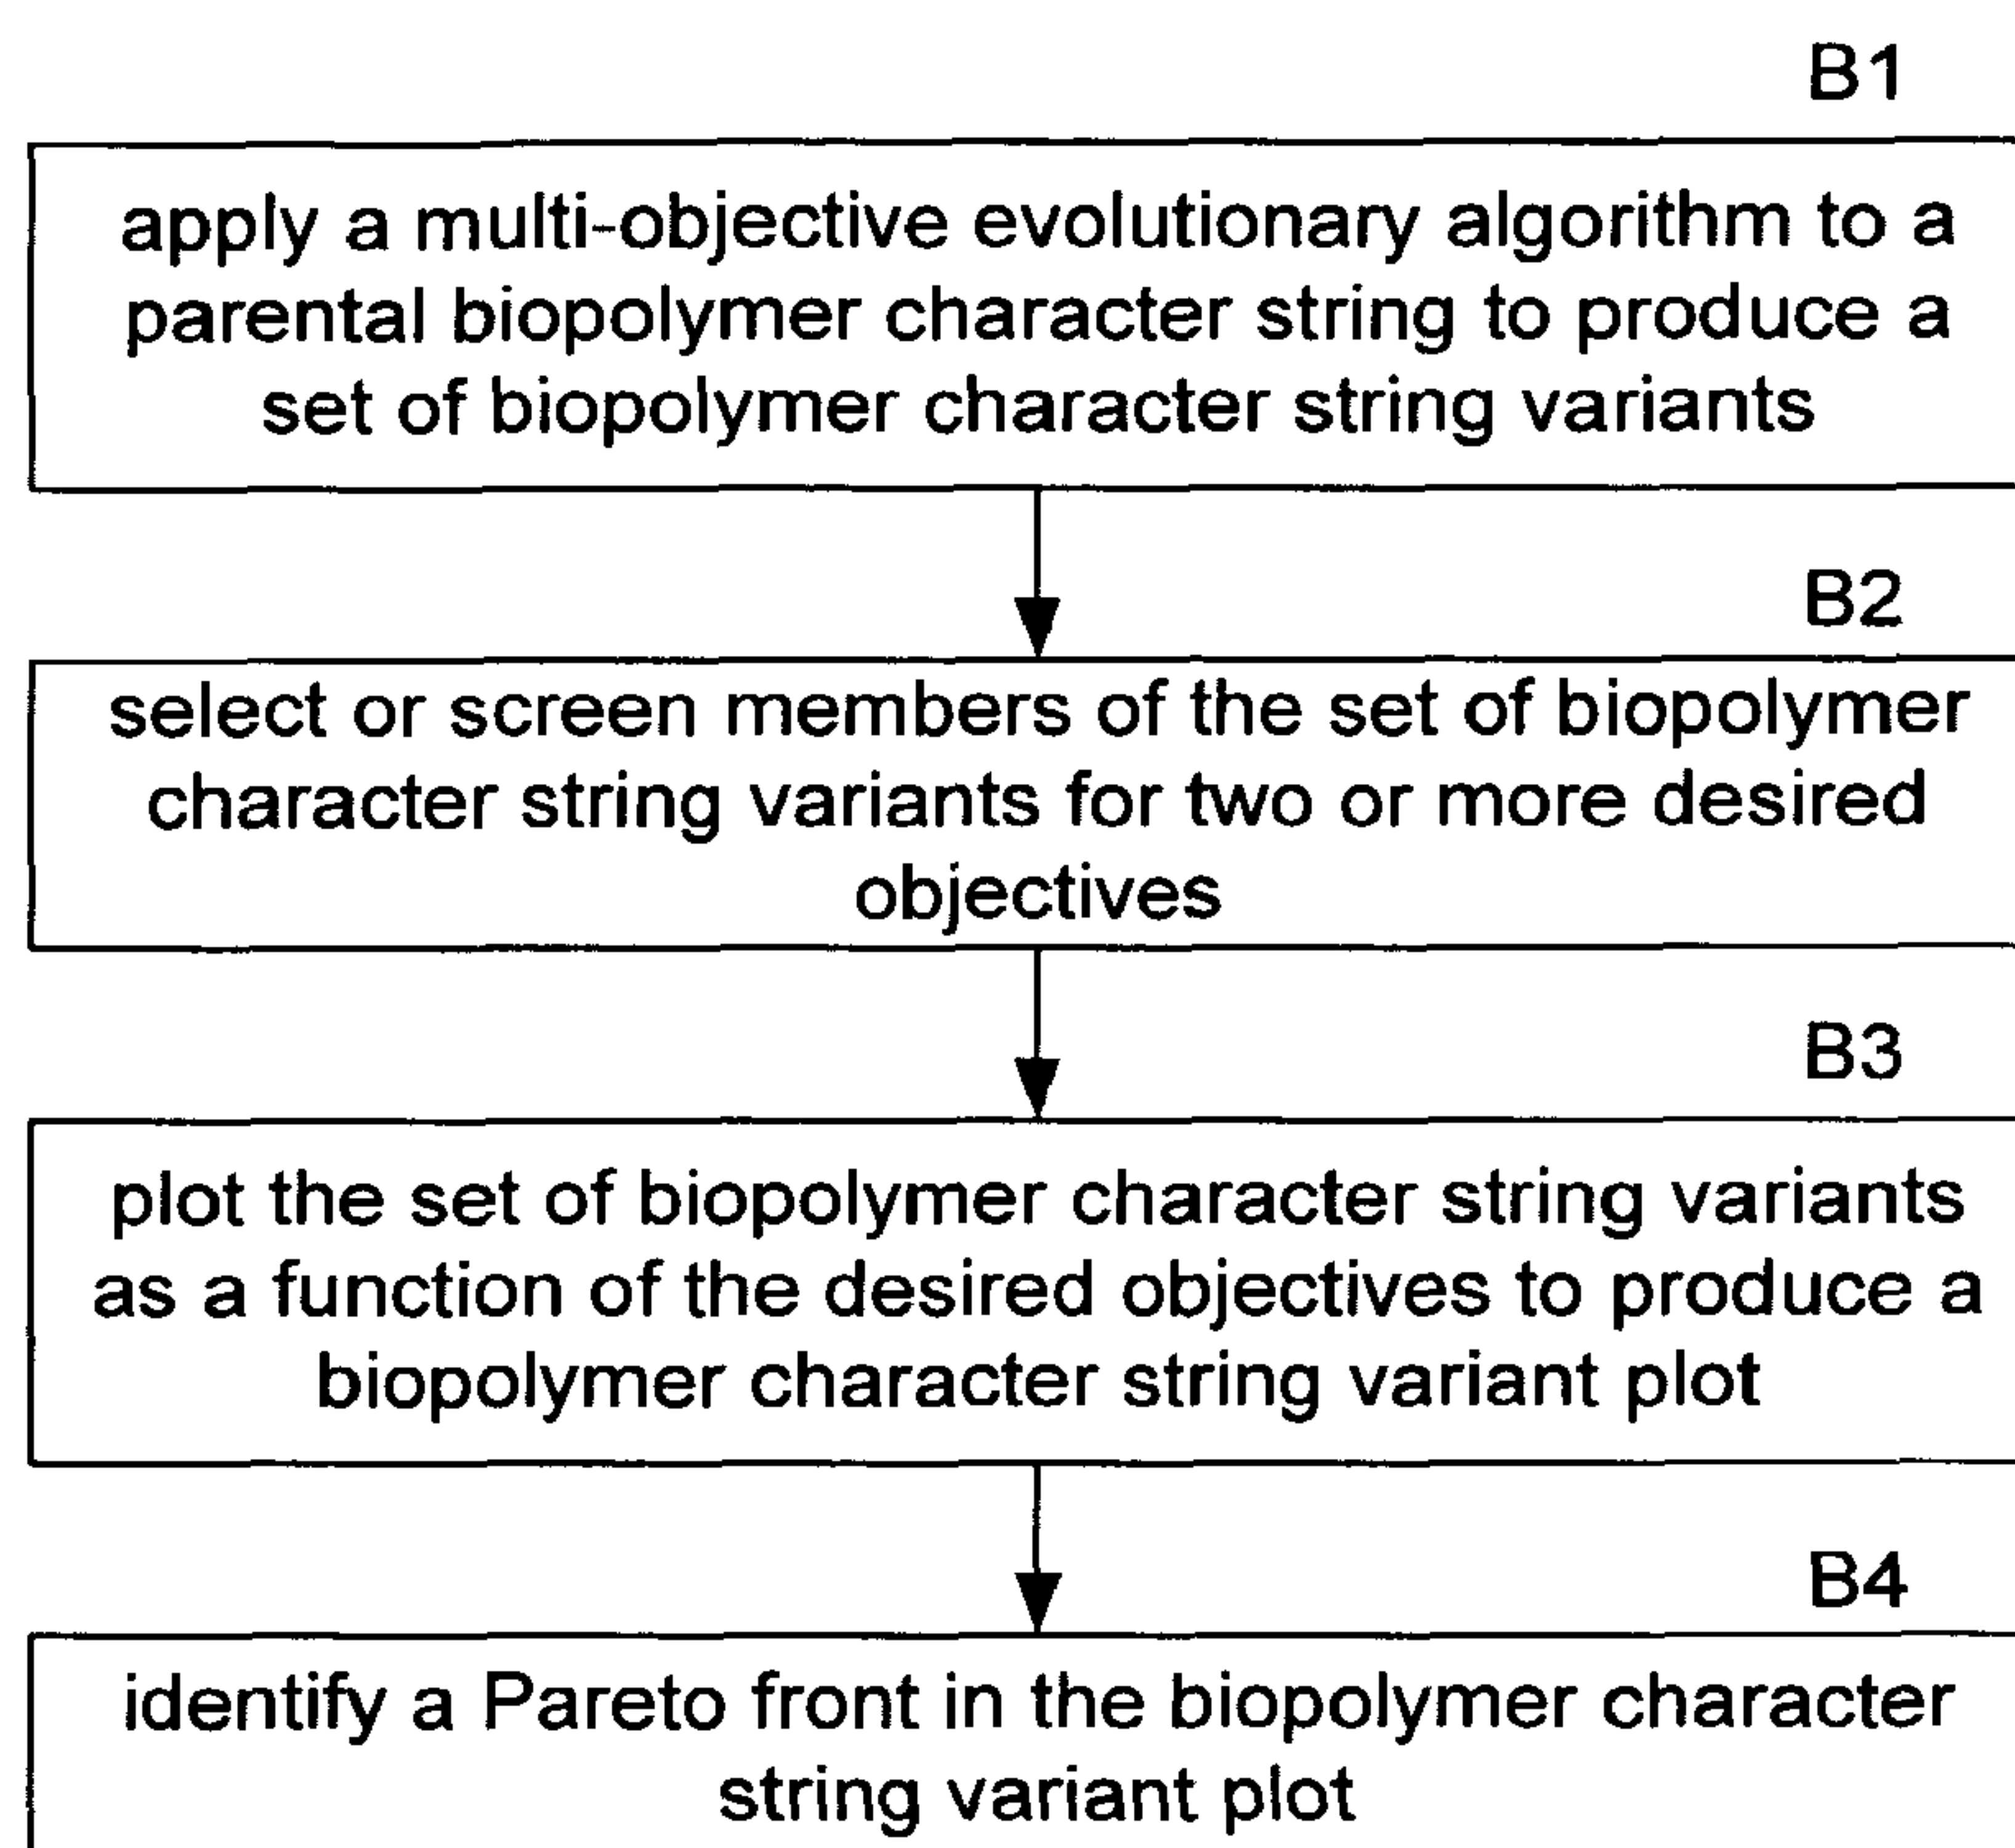 B1
apply a multi-objective evolutionary algorithm to a
parental biopolymer character string to produce a
set of biopolymer character string variants
B2
select or screen members of the set of biopolymer
character string variants for two or more desired
objectives
B3
plot the set of biopolymer character string variants
as a function of the desired objectives to produce a
biopolymer character string variant plot
B4
identify a Pareto front in the biopolymer character
string variant plot